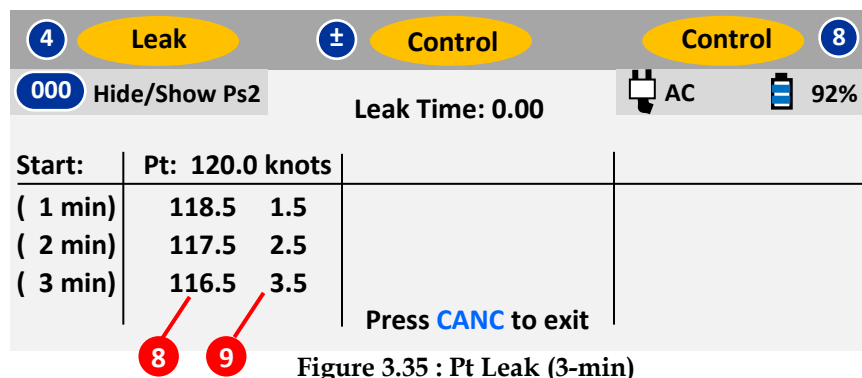 4 Leak ± Control Control 8
000 Hide/Show Ps2 Leak Time: 0.00 AC 92%
Start: Pt: 120.0 knots
( 1 min) 118.5 1.5
( 2 min) 117.5 2.5
( 3 min) 116.5 3.5
Press CANC to exit
8 9
Figure 3.35 : Pt Leak (3-min)